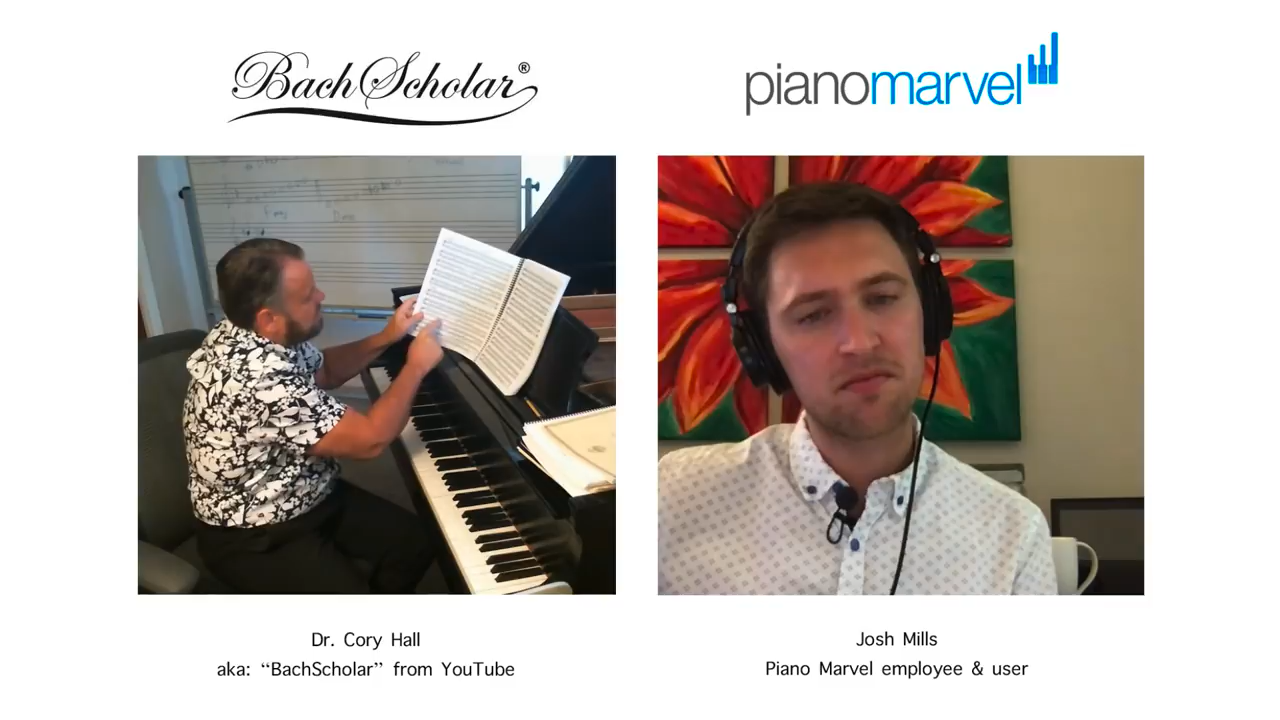 BachScholar®
pianomarvel
Dr. Cory Hall
aka: “BachScholar” from YouTube
Josh Mills
Piano Marvel employee & user